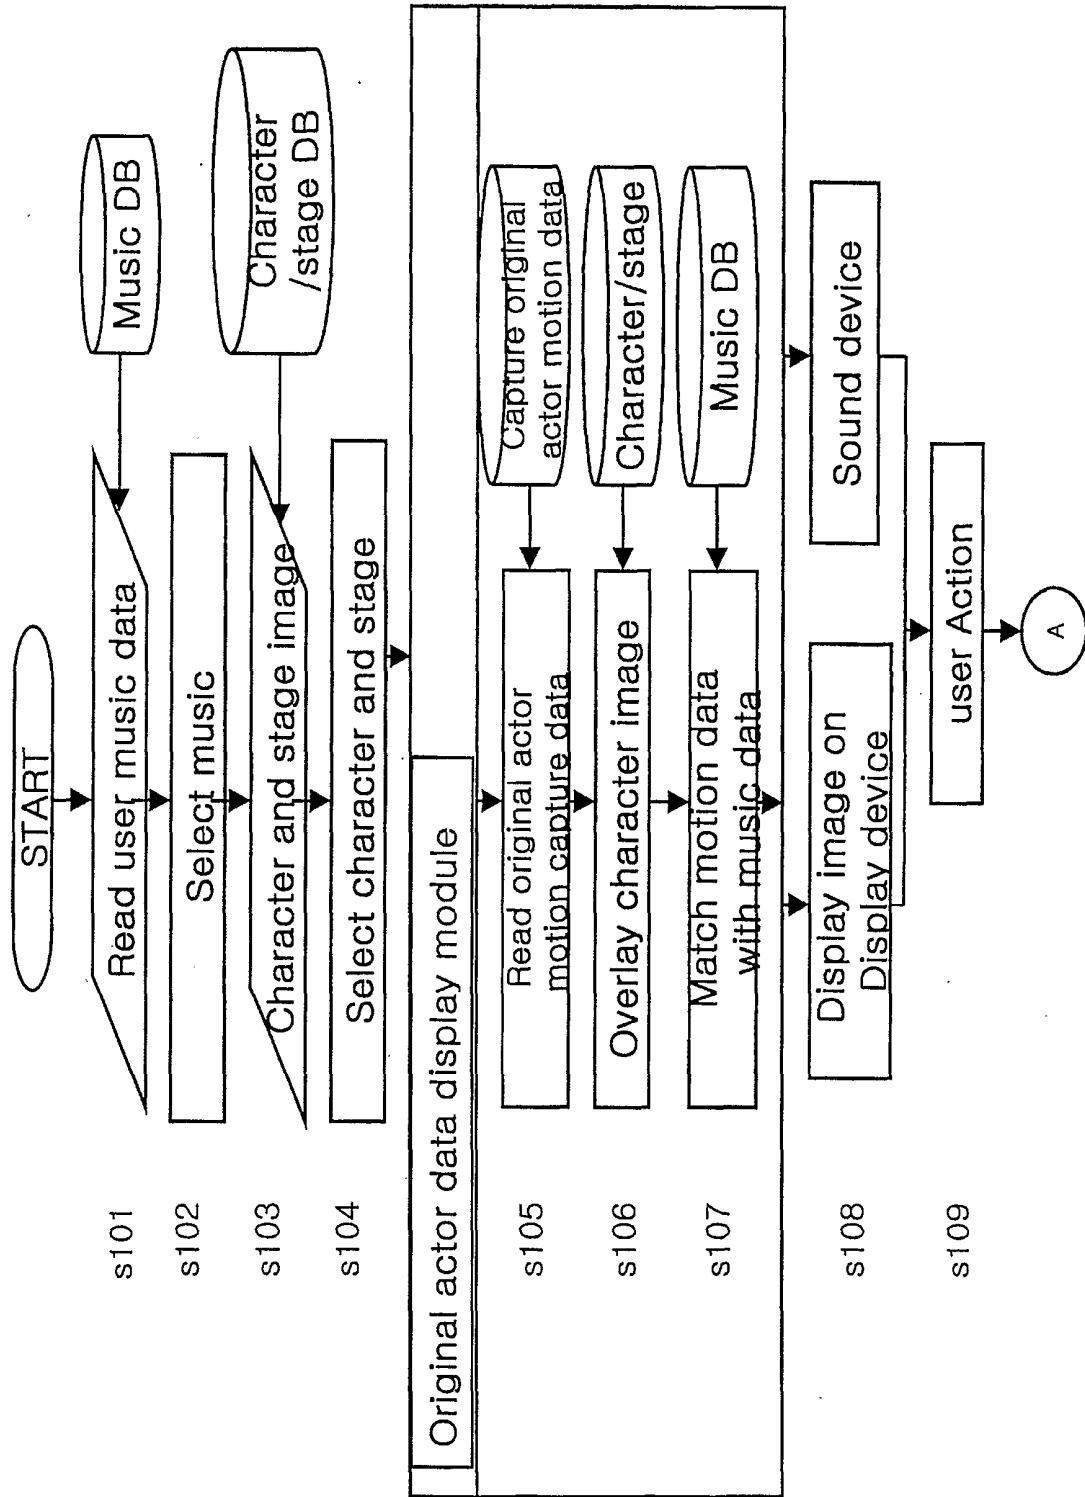 START
s101
Read user music data
Music DB
s102
Select music
s103
Character and stage image
Character
/stage DB
s104
Select character and stage
Original actor data display module
s105
Read original actor
motion capture data
Capture original
actor motion data
s106
Overlay character image
Character/stage
s107
Match motion data
with music data
Music DB
s108
Display image on
Display device
Sound device
s109
user Action
A